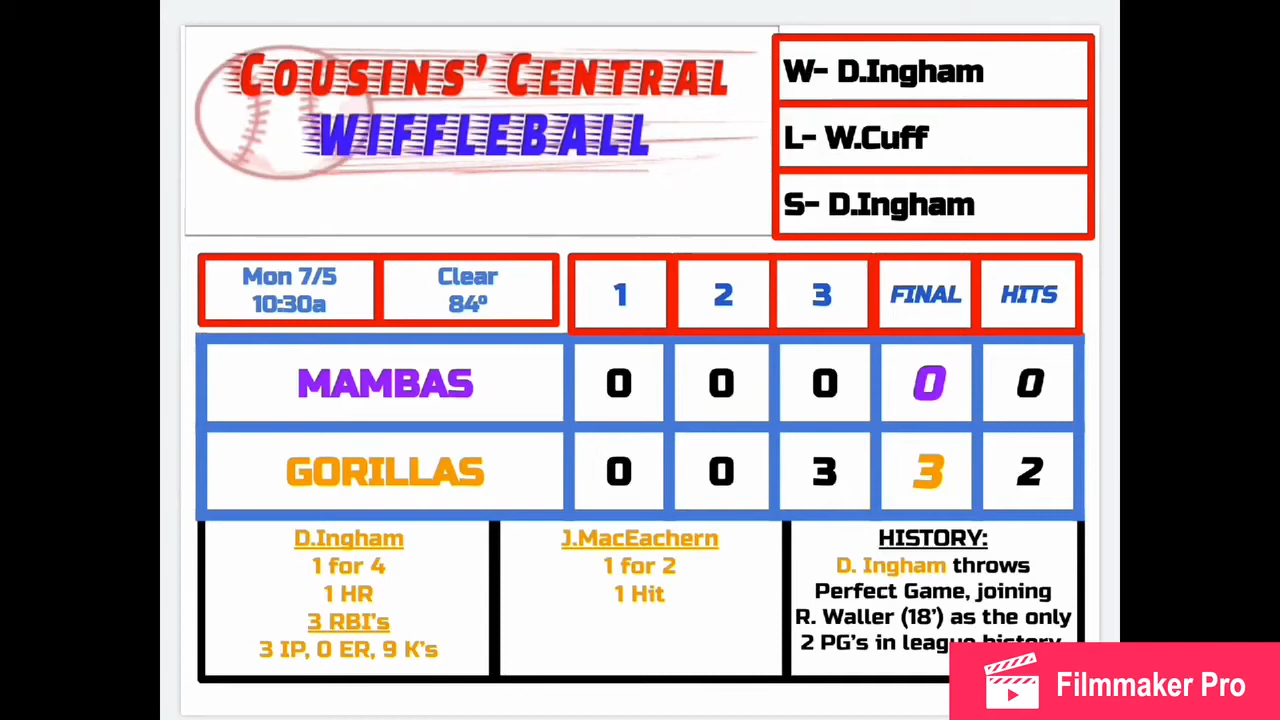 COUSINS' CENTRAL
WIFFLEBALL
W- D.Ingham
L- W.Cuff
S- D.Ingham
Mon 7/5
10:30a
Clear
84º
1
2
3
FINAL
HITS
MAMBAS
0
0
0
0
0
GORILLAS
0
0
3
3
2
D.Ingham
1 for 4
1 HR
3 RBI's
3 IP, 0 ER, 9 K's
J.MacEachern
1 for 2
1 Hit
HISTORY:
D. Ingham throws
Perfect Game, joining
R. Waller (18') as the only
2 PG's in league history
Filmmaker Pro